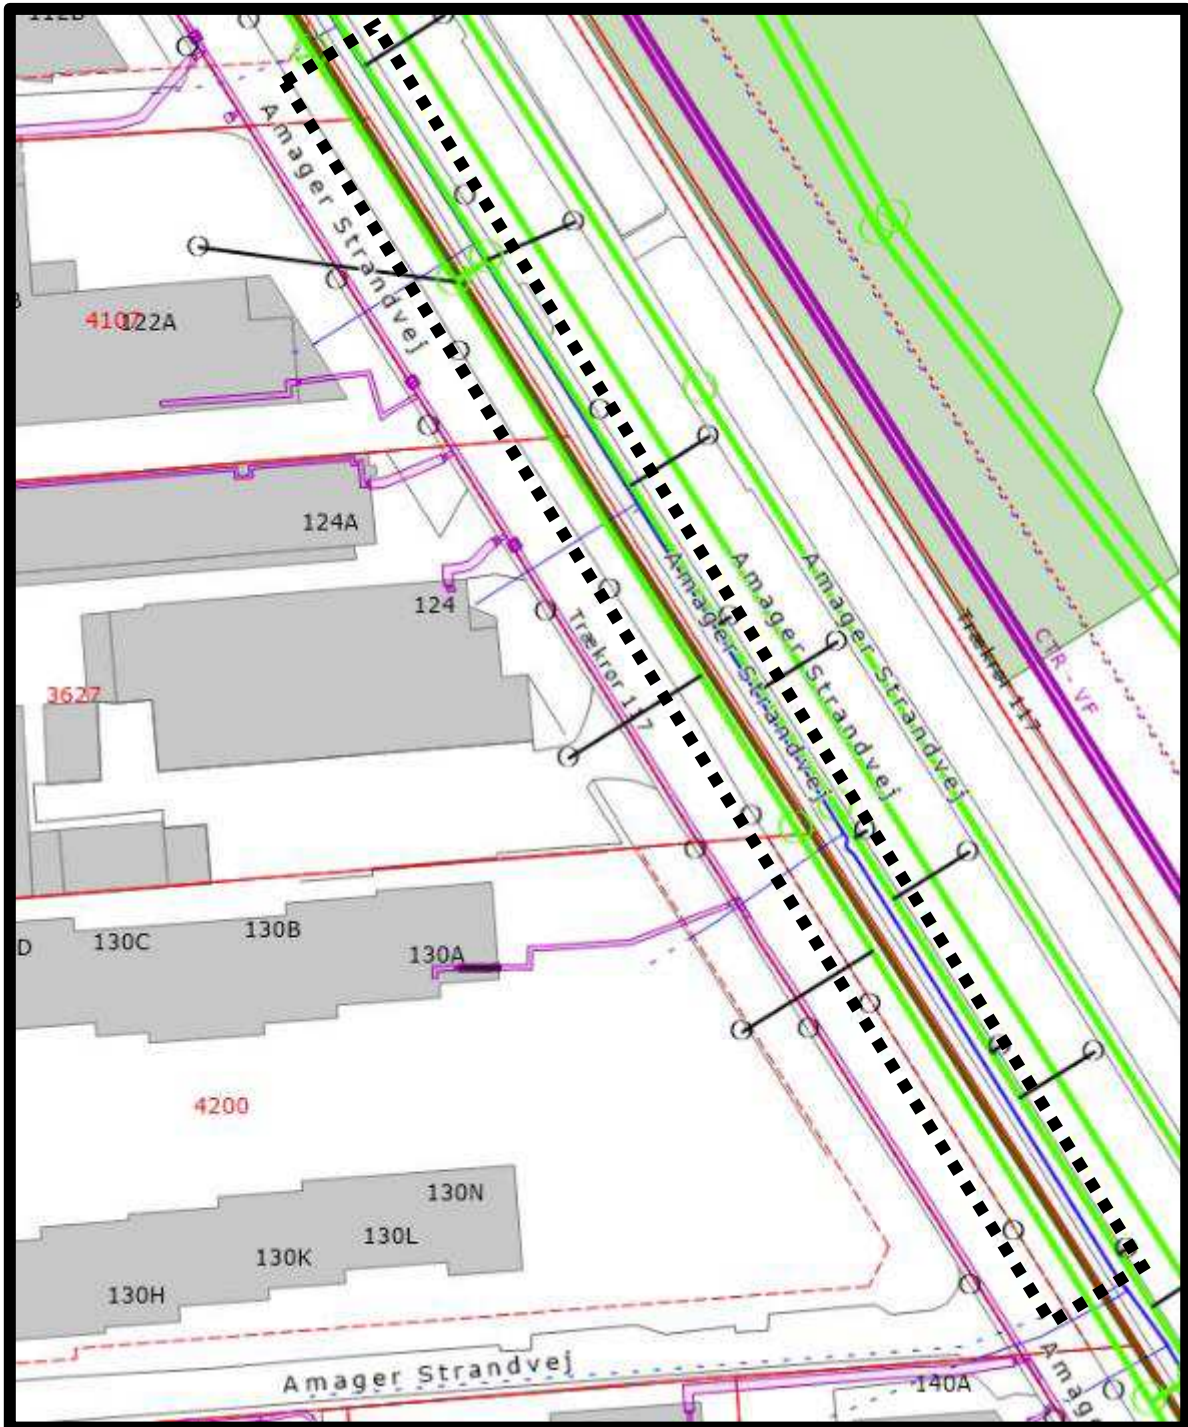 Amager Strandvej
4107
122A
124A
124
Trækrør 117
3627
Amager Strandvej
Amager Strandvej
Amager Strandvej
Trækrør 117
CTR - VF
130C
130B
130A
D
4200
130N
130L
130K
130H
Amager Strandvej
140A
Amag